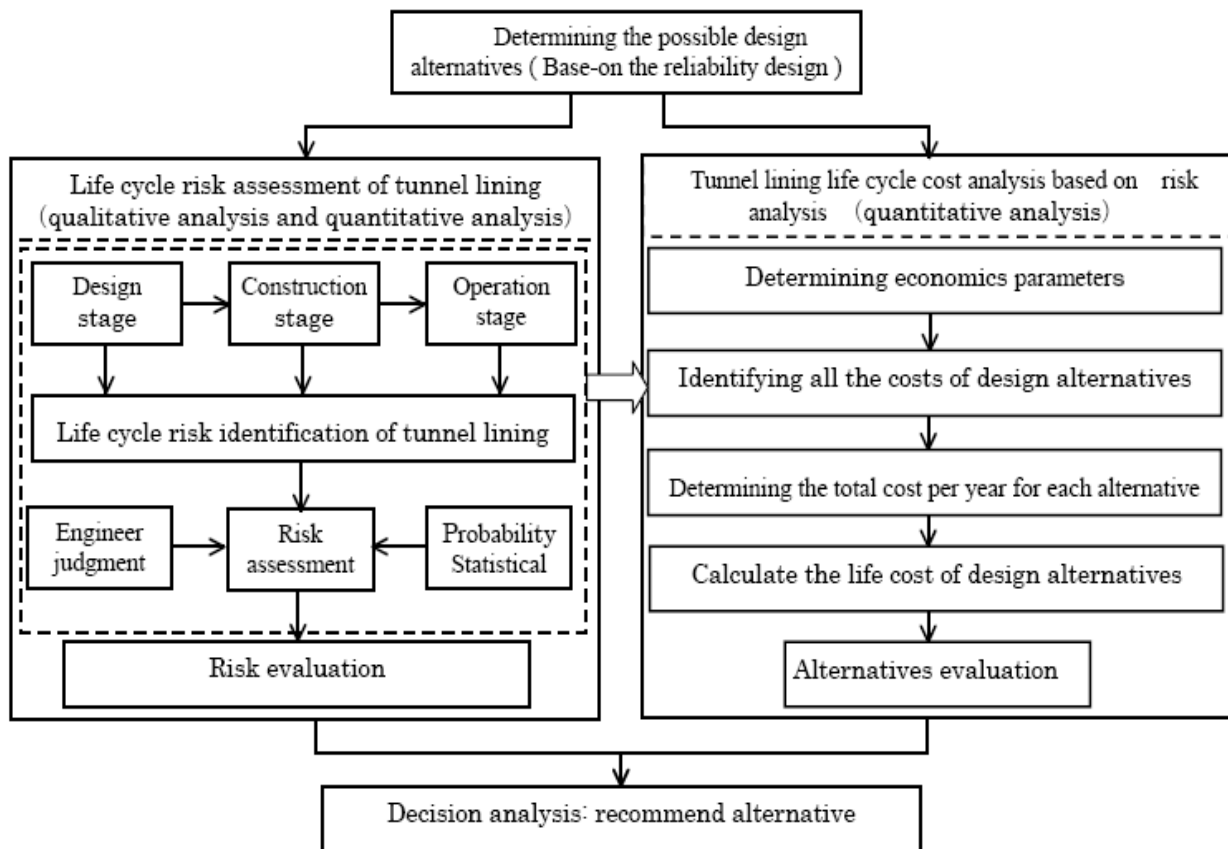 Determining the possible design
alternatives ( Base-on the reliability design )
Life cycle risk assessment of tunnel lining
(qualitative analysis and quantitative analysis)
Design
stage
Construction
stage
Operation
stage
Life cycle risk identification of tunnel lining
Engineer
judgment
Risk
assessment
Probability
Statistical
Risk evaluation
Tunnel lining life cycle cost analysis based on risk
analysis (quantitative analysis)
Determining economics parameters
Identifying all the costs of design alternatives
Determining the total cost per year for each alternative
Calculate the life cost of design alternatives
Alternatives evaluation
Decision analysis: recommend alternative